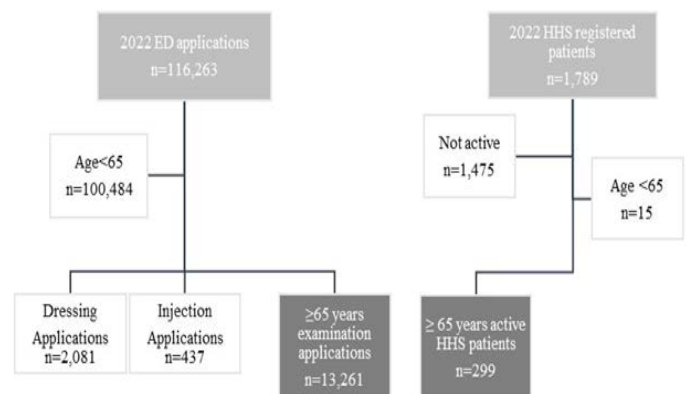 2022 ED applications
n=116,263
2022 HHS registered
patients
n=1,789
Age<65
n=100,484
Not active
n=1,475
Age <65
n=15
Dressing
Applications
n=2,081
Injection
Applications
n=437
≥65 years
examination
applications
n=13,261
≥ 65 years active
HHS patients
n=299